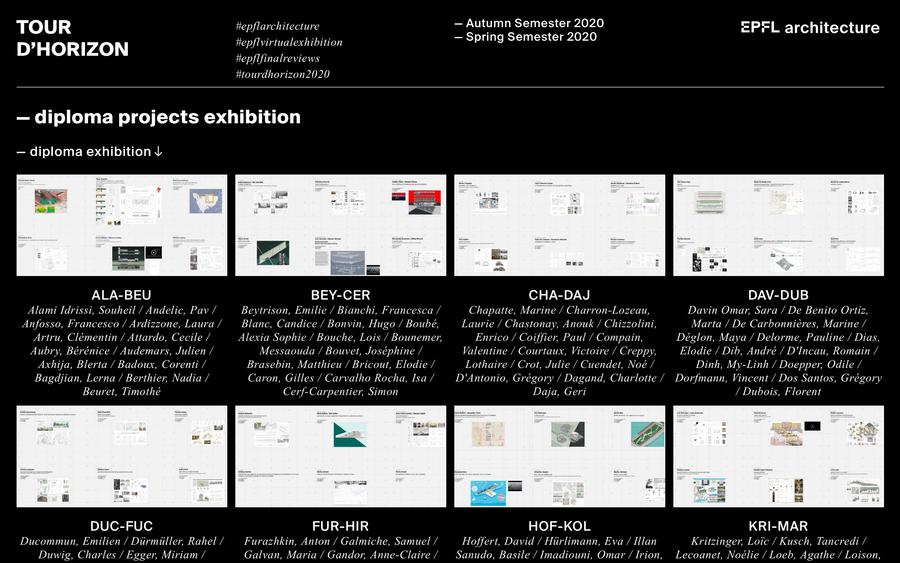 TOUR
D'HORIZON
#epflarchitecture
#epflvirtualexhibition
#epflfinalreviews
#tourdhorizon2020
— Autumn Semester 2020
— Spring Semester 2020
EPFL architecture
— diploma projects exhibition
— diploma exhibition ↓
ALA-BEU
Alami Idrissi, Souheil / Andelic, Pav /
Anfosso, Francesco / Ardizzone, Laura /
Artru, Clémentin / Attardo, Cecile /
Aubry, Bérénice / Audemars, Julien /
Axhija, Blerta / Badoux, Corenti /
Bagdjian, Lerna / Berthier, Nadia /
Beuret, Timothé
BEY-CER
Beytrison, Emilie / Bianchi, Francesca /
Blanc, Candice / Bonvin, Hugo / Boubé,
Alexia Sophie / Bouche, Lois / Bounemer,
Messaouda / Bouvet, Joséphine /
Brasebin, Matthieu / Bricout, Elodie /
Caron, Gilles / Carvalho Rocha, Isa /
Cerf-Carpentier, Simon
CHA-DAJ
Chapatte, Marine / Charron-Lozeau,
Laurie / Chastonay, Anouk / Chizzolini,
Enrico / Coiffier, Paul / Compain,
Valentine / Courtaux, Victoire / Creppy,
Lothaire / Crot, Julie / Cuendet, Noé /
D'Antonio, Grégory / Dagand, Charlotte /
Daja, Geri
DAV-DUB
Davin Omar, Sara / De Benito Ortiz,
Marta / De Carbonnières, Marine /
Déglon, Maya / Delorme, Pauline / Dias,
Elodie / Dib, André / D'Incau, Romain /
Dinh, My-Linh / Doepper, Odile /
Dorfmann, Vincent / Dos Santos, Grégory
/ Dubois, Florent
DUC-FUC
Ducommun, Emilien / Dürmüller, Rahel /
Duwig, Charles / Egger, Miriam /
FUR-HIR
Furazhkin, Anton / Galmiche, Samuel /
Galvan, Maria / Gandor, Anne-Claire /
HOF-KOL
Hoffert, David / Hürlimann, Eva / Illan
Sanudo, Basile / Imadiouni, Omar / Irion,
KRI-MAR
Kritzinger, Loïc / Kusch, Tancredi /
Lecoanet, Noélie / Loeb, Agathe / Loison,